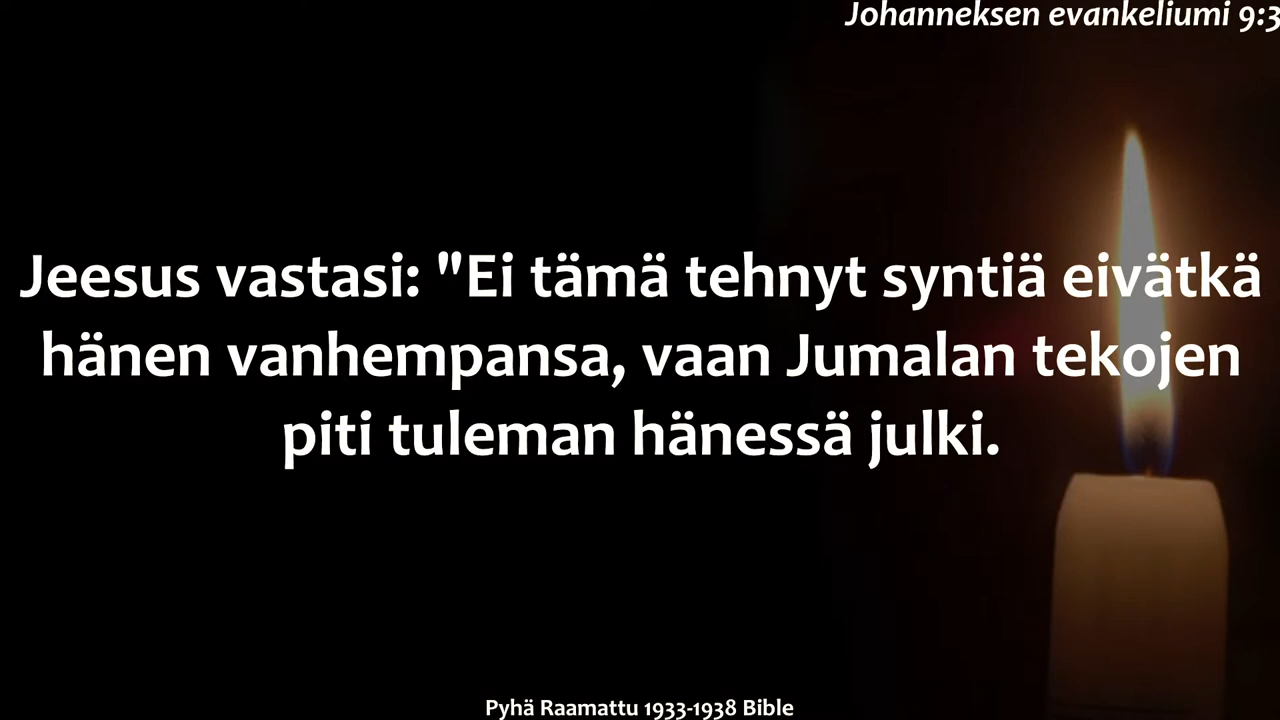 Johanneksen evankeliumi 9:3
Jeesus vastasi: "Ei tämä tehnyt syntiä eivätkä
hänen vanhempansa, vaan Jumalan tekojen
piti tuleman hänessä julki.
Pyhä Raamattu 1933-1938 Bible